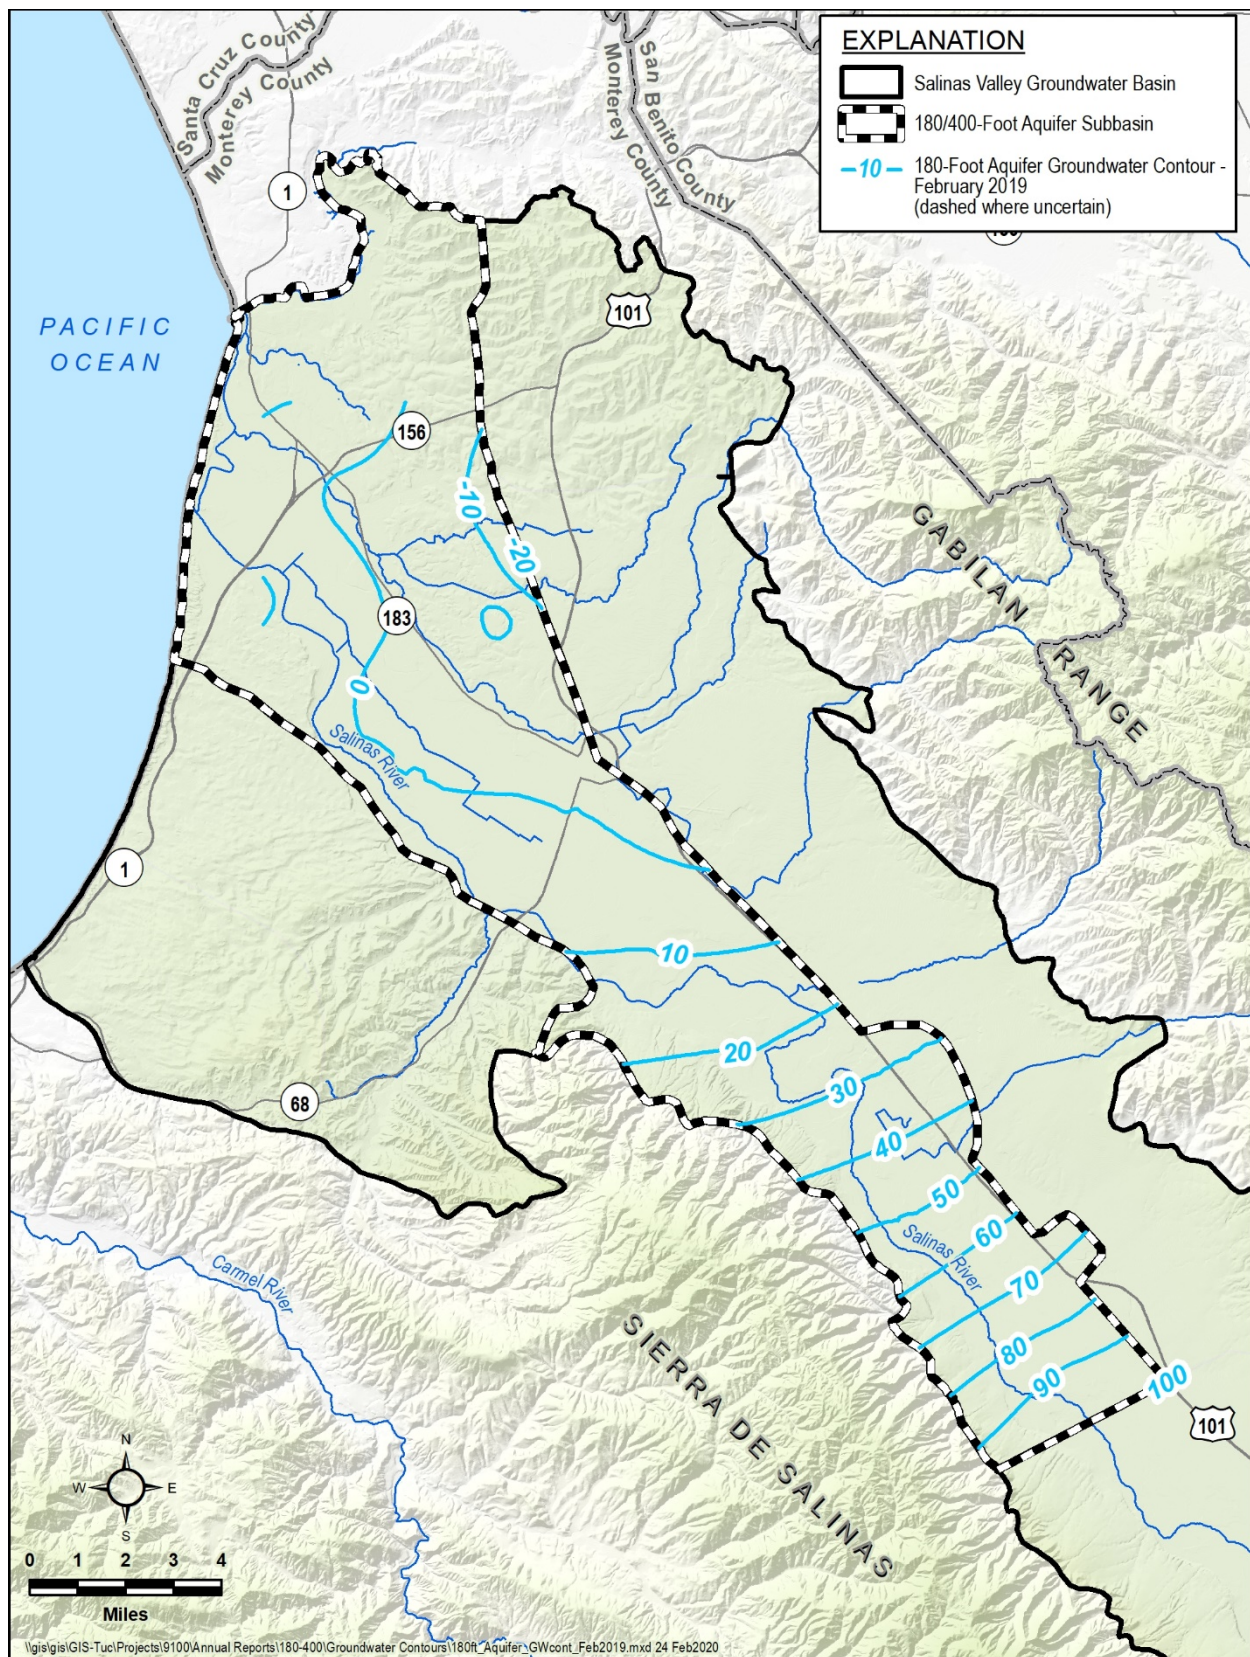 EXPLANATION
Salinas Valley Groundwater Basin
180/400-Foot Aquifer Subbasin
10
180-Foot Aquifer Groundwater Contour -
February 2019
(dashed where uncertain)
Santa Cruz County
Monterey County
San Benito County
Monterey County
1
101
PACIFIC
OCEAN
156
-10
-20
183
0
GABILAN
RANGE
Salinas River
1
10
20
30
68
40
50
60
Salinas River
70
80
90
100
101
Carmel River
SIERRA DE SALINAS
N
W
E
S
0 1 2 3 4
Miles
\\gis\gis\GIS-Tuc\Projects\9100\Annual Reports\180-400\Groundwater Contours\180ft_Aquifer_GWcont_Feb2019.mxd 24 Feb2020